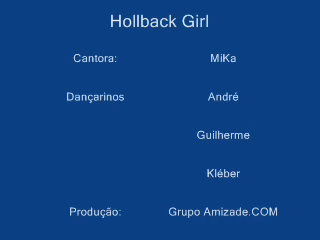 Hollback Girl
Cantora: MiKa
Dançarinos André
Guilherme
Kléber
Produção: Grupo Amizade.COM